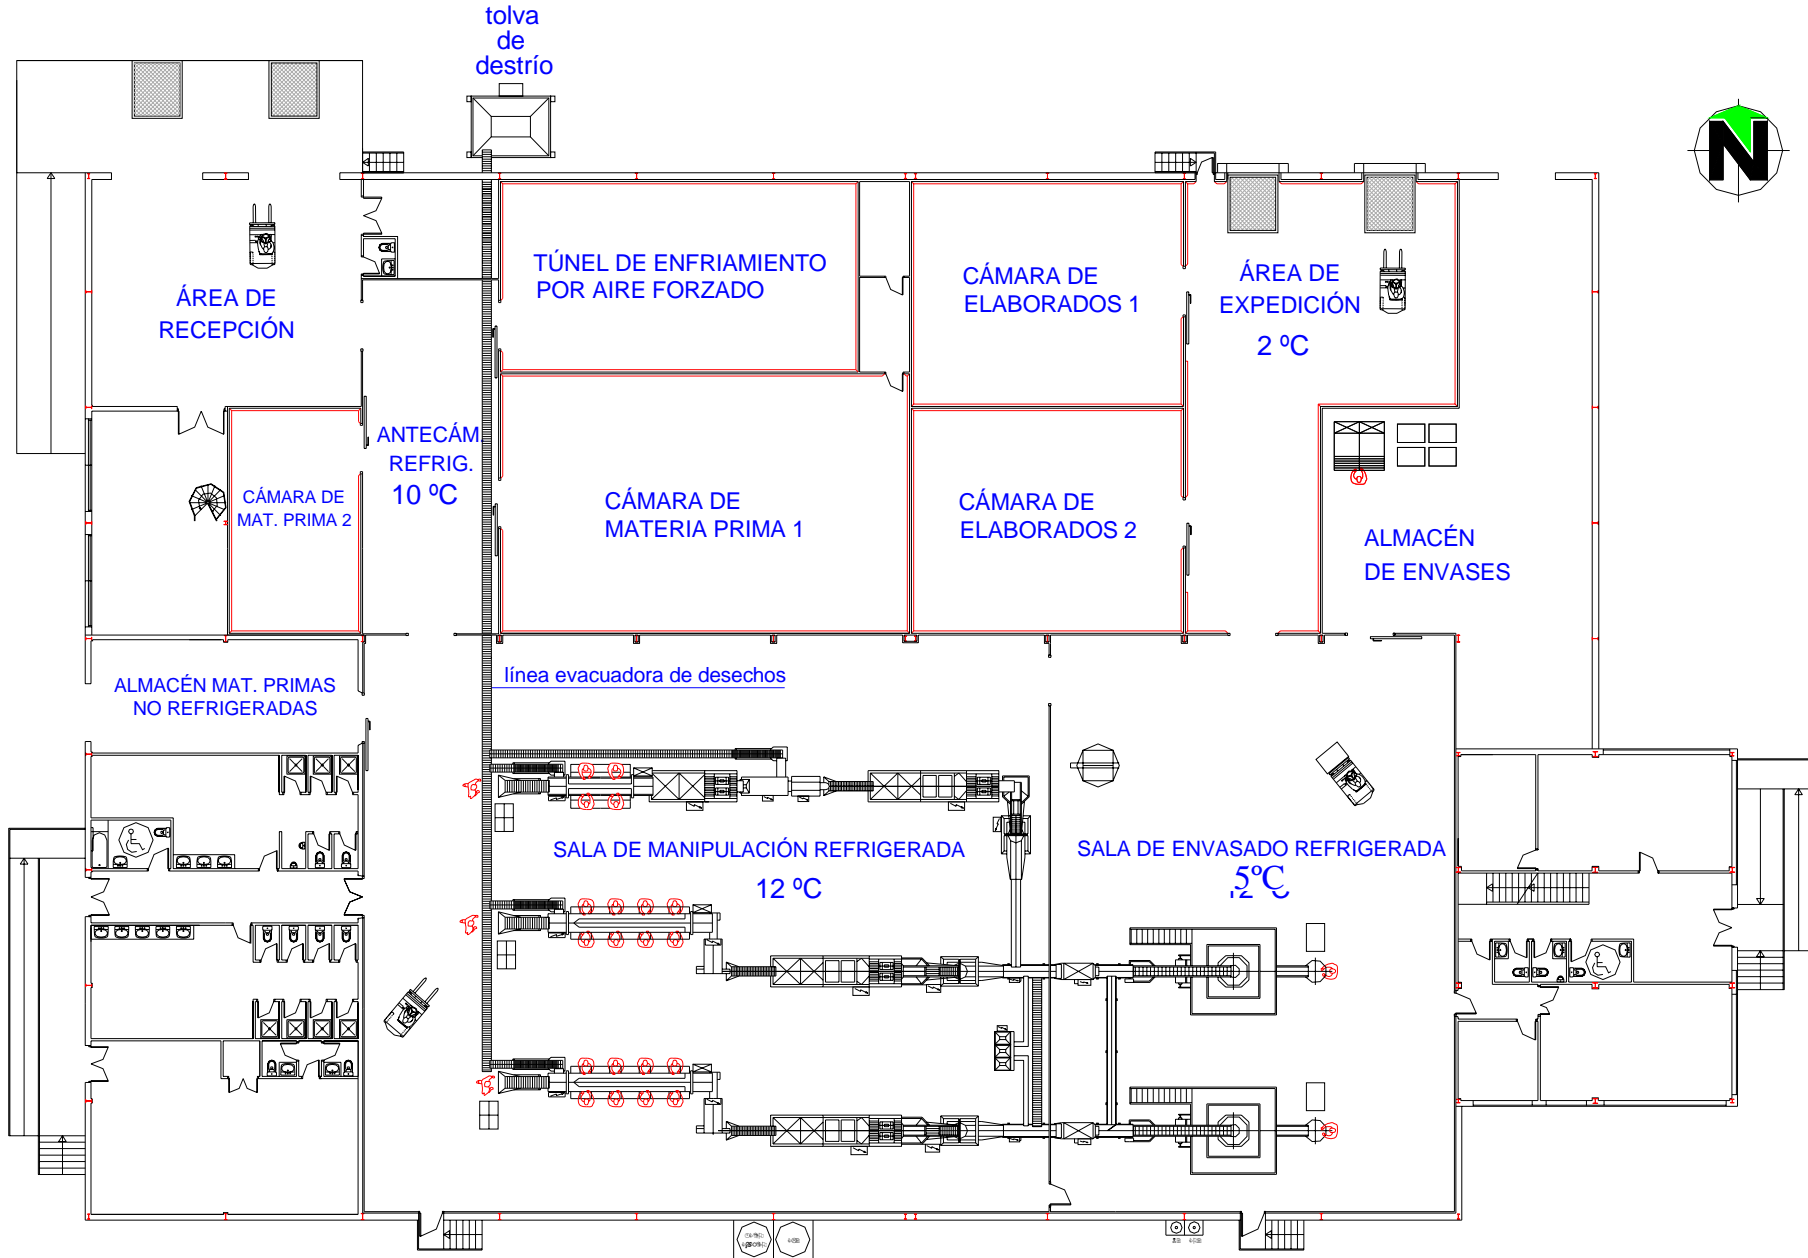 tolva
de
destrío
N
TÚNEL DE ENFRIAMIENTO
POR AIRE FORZADO
CÁMARA DE
ELABORADOS 1
ÁREA DE
EXPEDICIÓN
2 ºC
ÁREA DE
RECEPCIÓN
ANTECÁM.
REFRIG.
10 ºC
CÁMARA DE
MAT. PRIMA 2
CÁMARA DE
MATERIA PRIMA 1
CÁMARA DE
ELABORADOS 2
ALMACÉN
DE ENVASES
línea evacuadora de desechos
ALMACÉN MAT. PRIMAS
NO REFRIGERADAS
SALA DE MANIPULACIÓN REFRIGERADA
12 ºC
SALA DE ENVASADO REFRIGERADA
5ºC